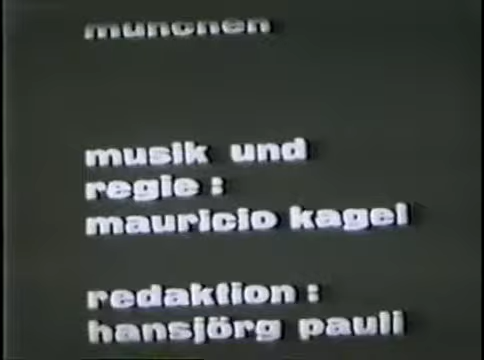 münchen
musik und
regie :
mauricio kagel
redaktion :
hansjörg pauli